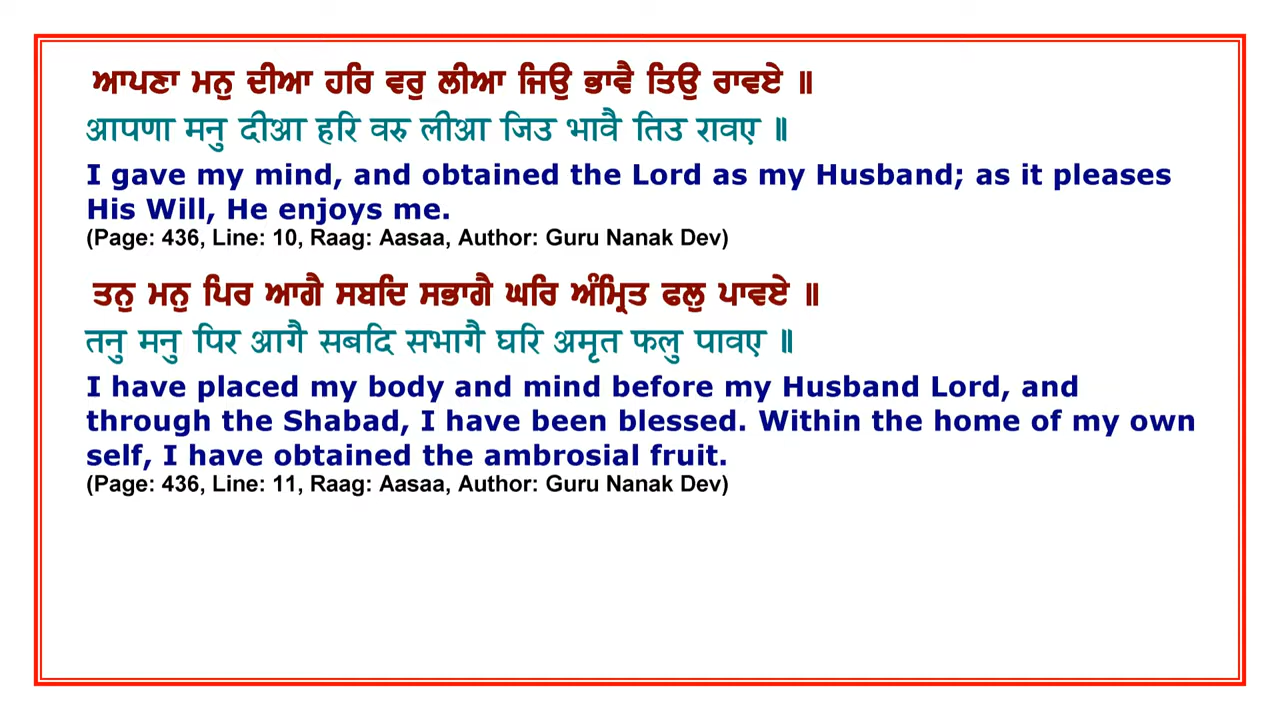 ਆਪਣਾ ਮਨੁ ਦੀਆ ਹਰਿ ਵਰੁ ਲੀਆ ਜਿਉ ਭਾਵੈ ਤਿਉ ਰਾਵਏ ॥
आपणा मनु दीआ हरि वरु लीआ जिउ भावै तिउ रावए ॥
I gave my mind, and obtained the Lord as my Husband; as it pleases
His Will, He enjoys me.
(Page: 436, Line: 10, Raag: Aasaa, Author: Guru Nanak Dev)
ਤਨੁ ਮਨੁ ਪਿਰ ਆਗੈ ਸਬਦਿ ਸਭਾਗੈ ਘਰਿ ਅੰਮ੍ਰਿਤ ਫਲੁ ਪਾਵਏ ॥
तनु मनु पिर आगै सबदि सभागै घरि अमृत फलु पावए ॥
I have placed my body and mind before my Husband Lord, and
through the Shabad, I have been blessed. Within the home of my own
self, I have obtained the ambrosial fruit.
(Page: 436, Line: 11, Raag: Aasaa, Author: Guru Nanak Dev)